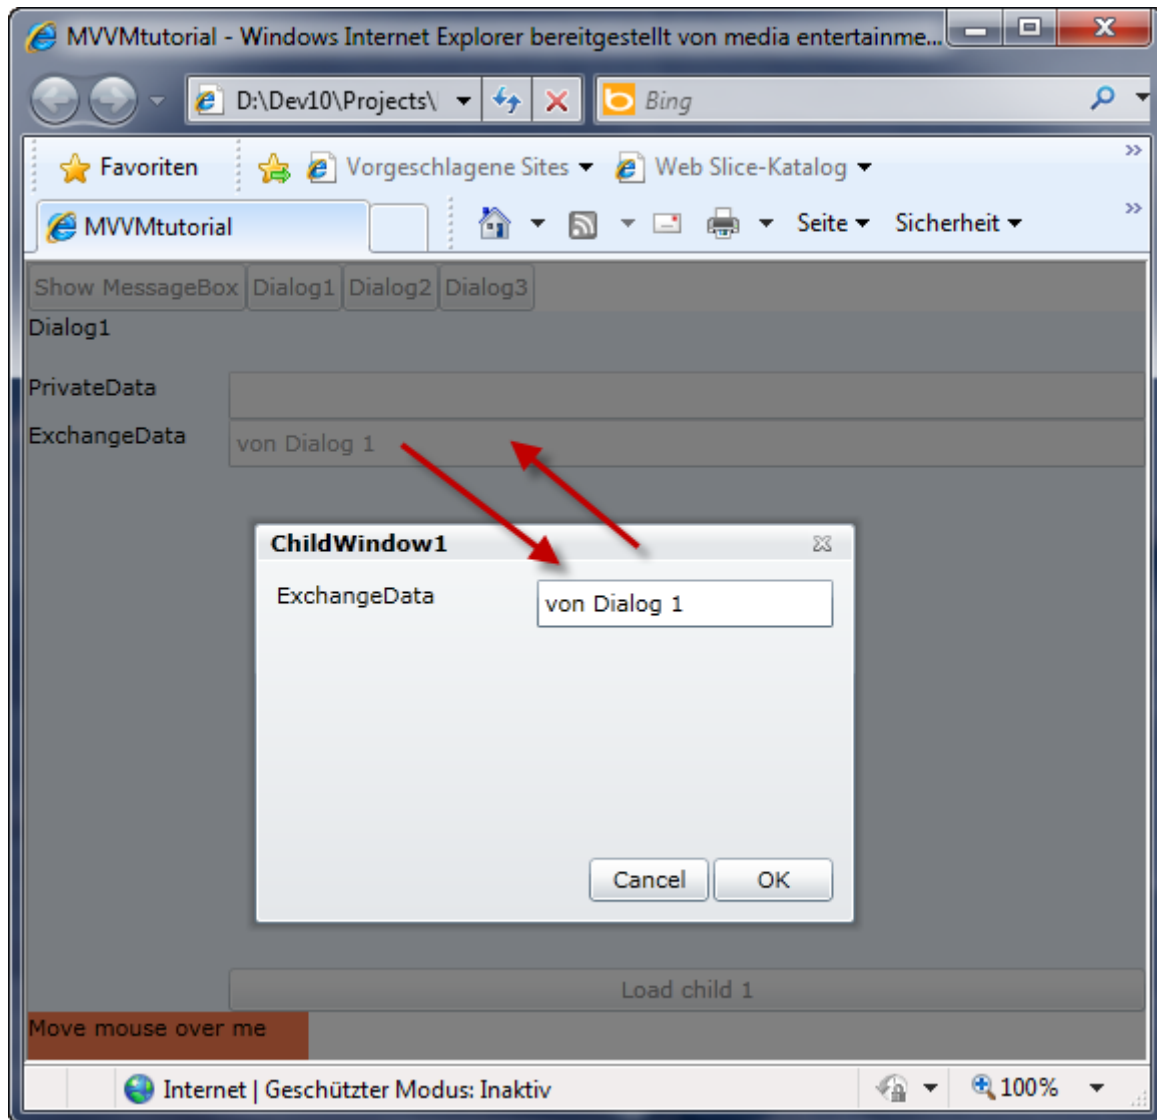 MVVMtutorial - Windows Internet Explorer bereitgestellt von media entertainme...
D:\Dev10\Projects\
Bing
Favoriten
Vorgeschlagene Sites
Web Slice-Katalog
MVVMtutorial
Seite
Sicherheit
Show MessageBox
Dialog1
Dialog2
Dialog3
Dialog1
PrivateData
ExchangeData
von Dialog 1
ChildWindow1
ExchangeData
von Dialog 1
Cancel
OK
Load child 1
Move mouse over me
Internet | Geschützter Modus: Inaktiv
100%